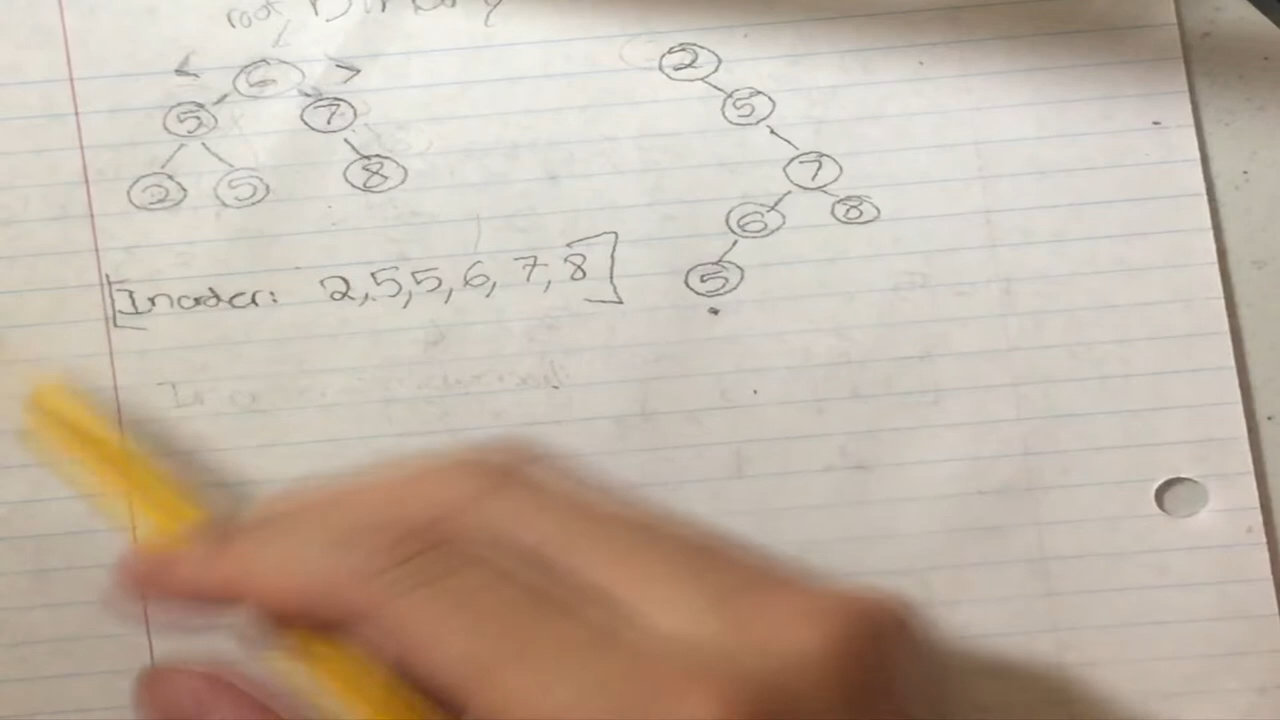 root Binary
< 6 >
5 7
2 5 8
2
5
7
6 8
5
[Inorder: 2,5,5,6,7,8]